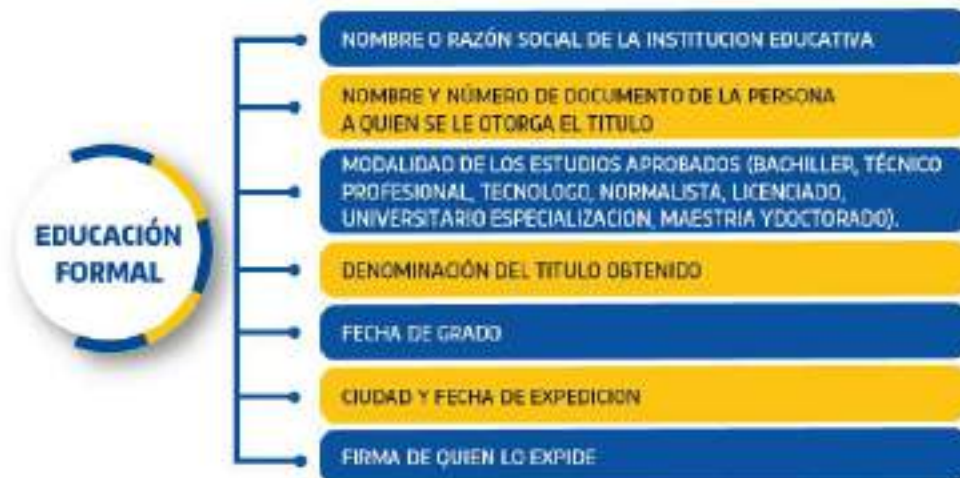 EDUCACIÓN
FORMAL
NOMBRE O RAZÓN SOCIAL DE LA INSTITUCION EDUCATIVA
NOMBRE Y NÚMERO DE DOCUMENTO DE LA PERSONA
A QUIEN SE LE OTORGA EL TITULO
MODALIDAD DE LOS ESTUDIOS APROBADOS (BACHILLER, TÉCNICO
PROFESIONAL, TECNOLOGO, NORMALISTA, LICENCIADO,
UNIVERSITARIO ESPECIALIZACION, MAESTRIA YDOCTORADO).
DENOMINACIÓN DEL TITULO OBTENIDO
FECHA DE GRADO
CIUDAD Y FECHA DE EXPEDICION
FIRMA DE QUIEN LO EXPIDE